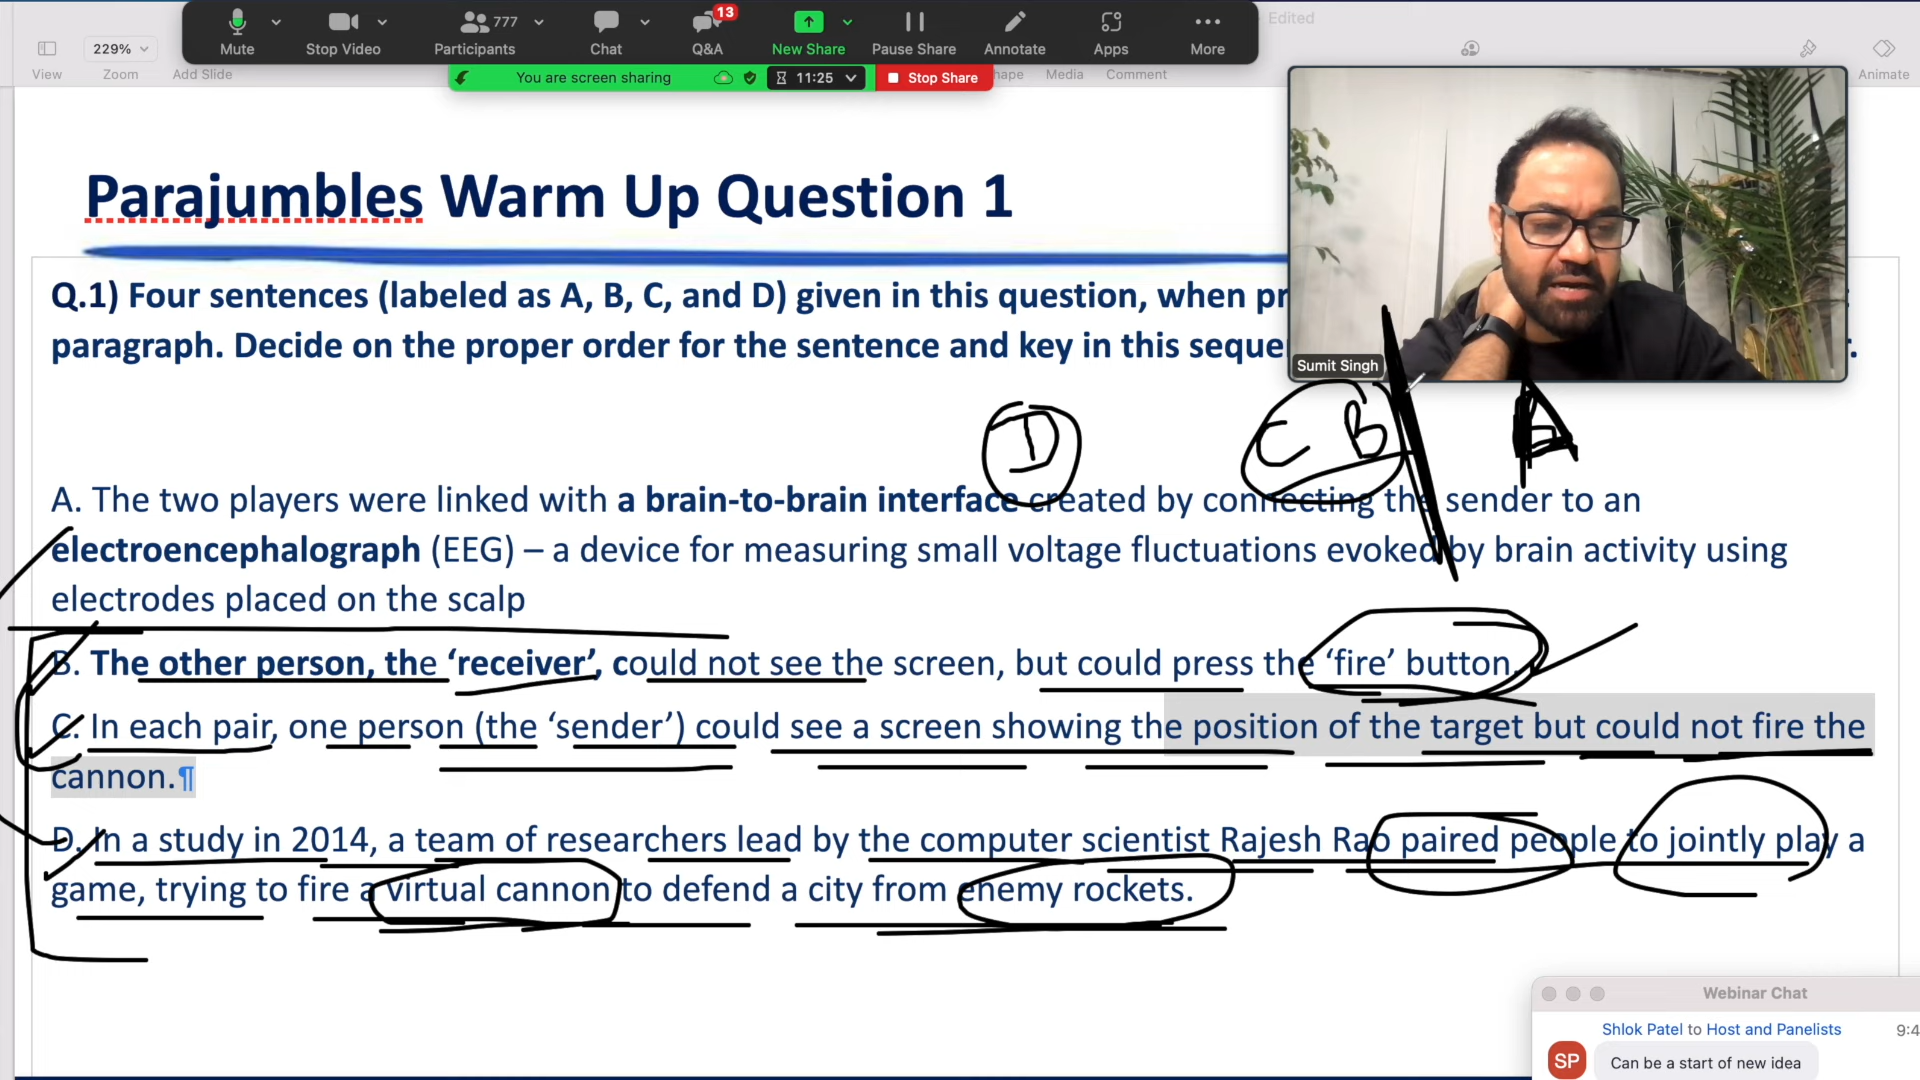 777
13
Edited
Mute
Stop Video
Participants
Chat
Q&A
New Share
Pause Share
Annotate
Apps
More
229%
View
Zoom
Add Slide
You are screen sharing
11:25
Stop Share
Media
Comment
Animate
Parajumbles Warm Up Question 1
Q.1) Four sentences (labeled as A, B, C, and D) given in this question, when
paragraph. Decide on the proper order for the sentence and key in this
Sumit Singh
D
C B
A
A. The two players were linked with a brain-to-brain interface created by connecting the sender to an
electroencephalograph (EEG) – a device for measuring small voltage fluctuations evoked by brain activity using
electrodes placed on the scalp
B. The other person, the ‘receiver’, could not see the screen, but could press the ‘fire’ button.
C. In each pair, one person (the ‘sender’) could see a screen showing the position of the target but could not fire the
cannon.¶
D. In a study in 2014, a team of researchers lead by the computer scientist Rajesh Rao paired people to jointly play a
game, trying to fire a virtual cannon to defend a city from enemy rockets.
Webinar Chat
Shlok Patel to Host and Panelists
SP
Can be a start of new idea